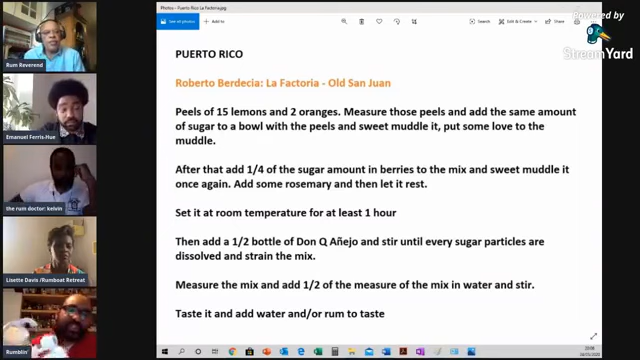 Photos - Puerto Rico La Factoria.jpg
See all photos
Add to
Search
Edit & Create
Share
Powered by
StreamYard
PUERTO RICO
Roberto Berdecia: La Factoria - Old San Juan
Peels of 15 lemons and 2 oranges. Measure those peels and add the same amount
of sugar to a bowl with the peels and sweet muddle it, put some love to the
muddle.
After that add 1/4 of the sugar amount in berries to the mix and sweet muddle it
once again. Add some rosemary and then let it rest.
Set it at room temperature for at least 1 hour
Then add a 1/2 bottle of Don Q Añejo and stir until every sugar particles are
dissolved and strain the mix.
Measure the mix and add 1/2 of the measure of the mix in water and stir.
Taste it and add water and/or rum to taste
Rum Reverend
Emanuel Ferris-Hue
the rum doctor: kelvin
Lisette Davis /Rumboat Retreat
Rumblin'